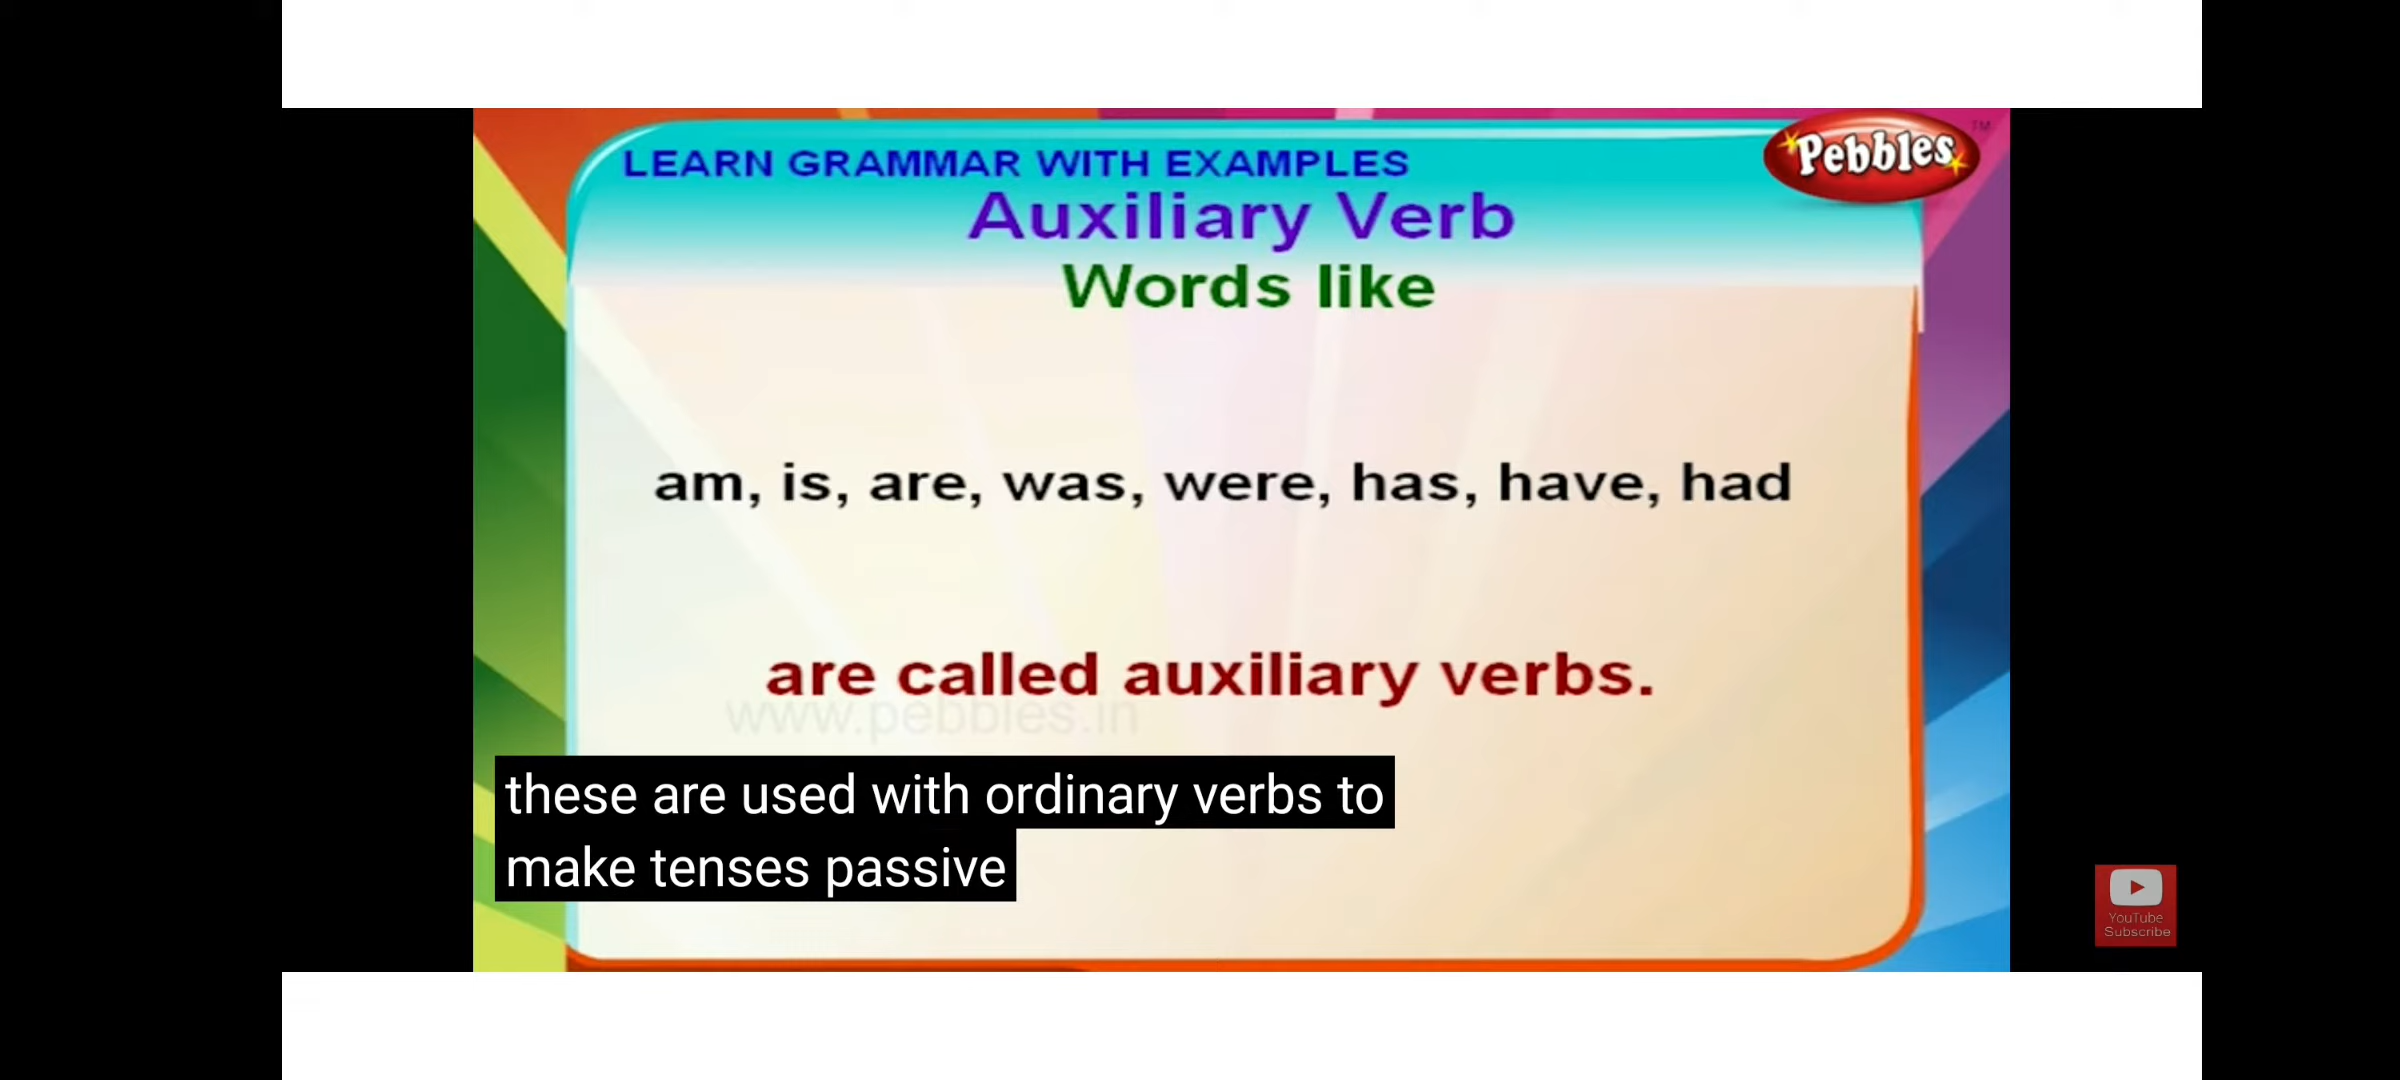 LEARN GRAMMAR WITH EXAMPLES
Pebbles
TM
Auxiliary Verb
Words like
am, is, are, was, were, has, have, had
are called auxiliary verbs.
www.pebbles.in
these are used with ordinary verbs to
make tenses passive
YouTube
Subscribe